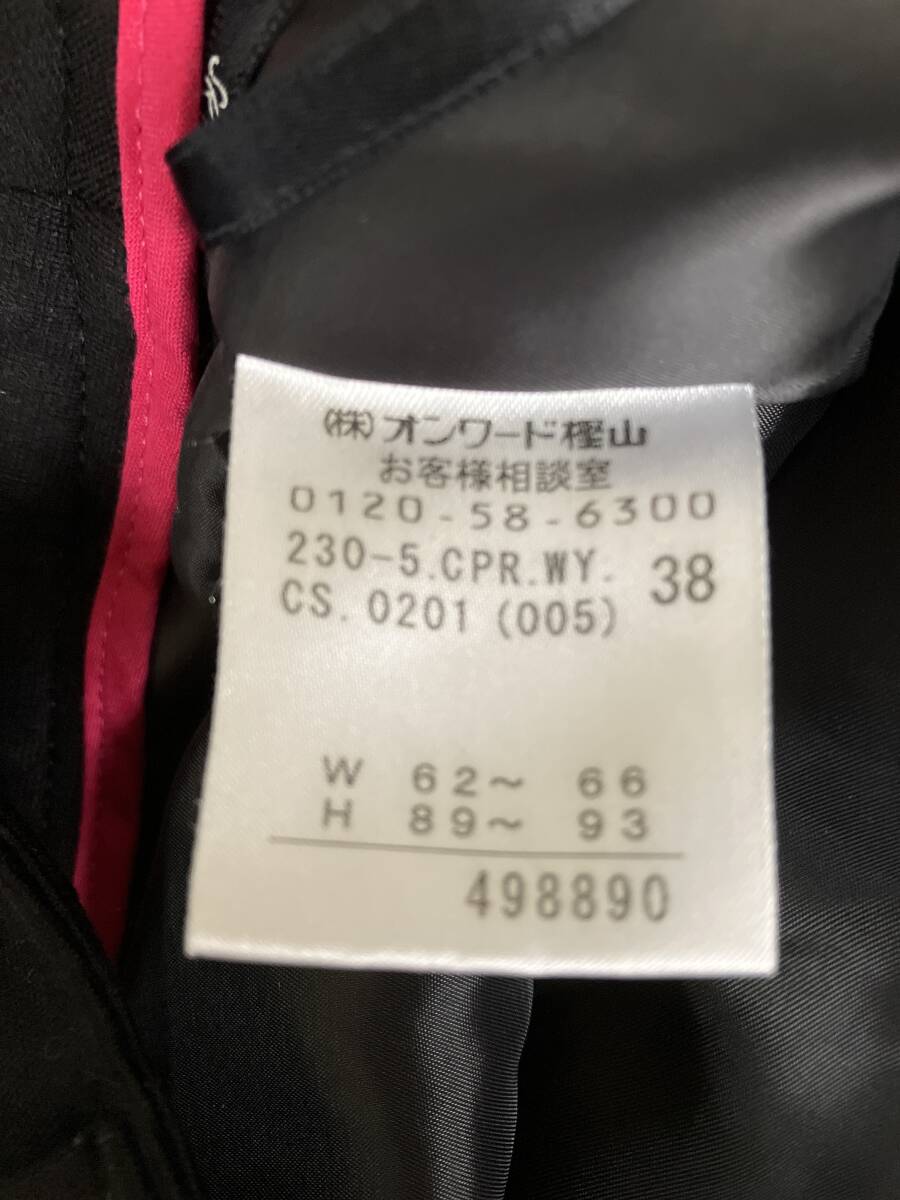 (株)オンワード樫山
お客様相談室
0120-58-6300
230-5.CPR.WY. 38
CS. 0201 (005)
W 62～ 66
H 89～ 93
498890